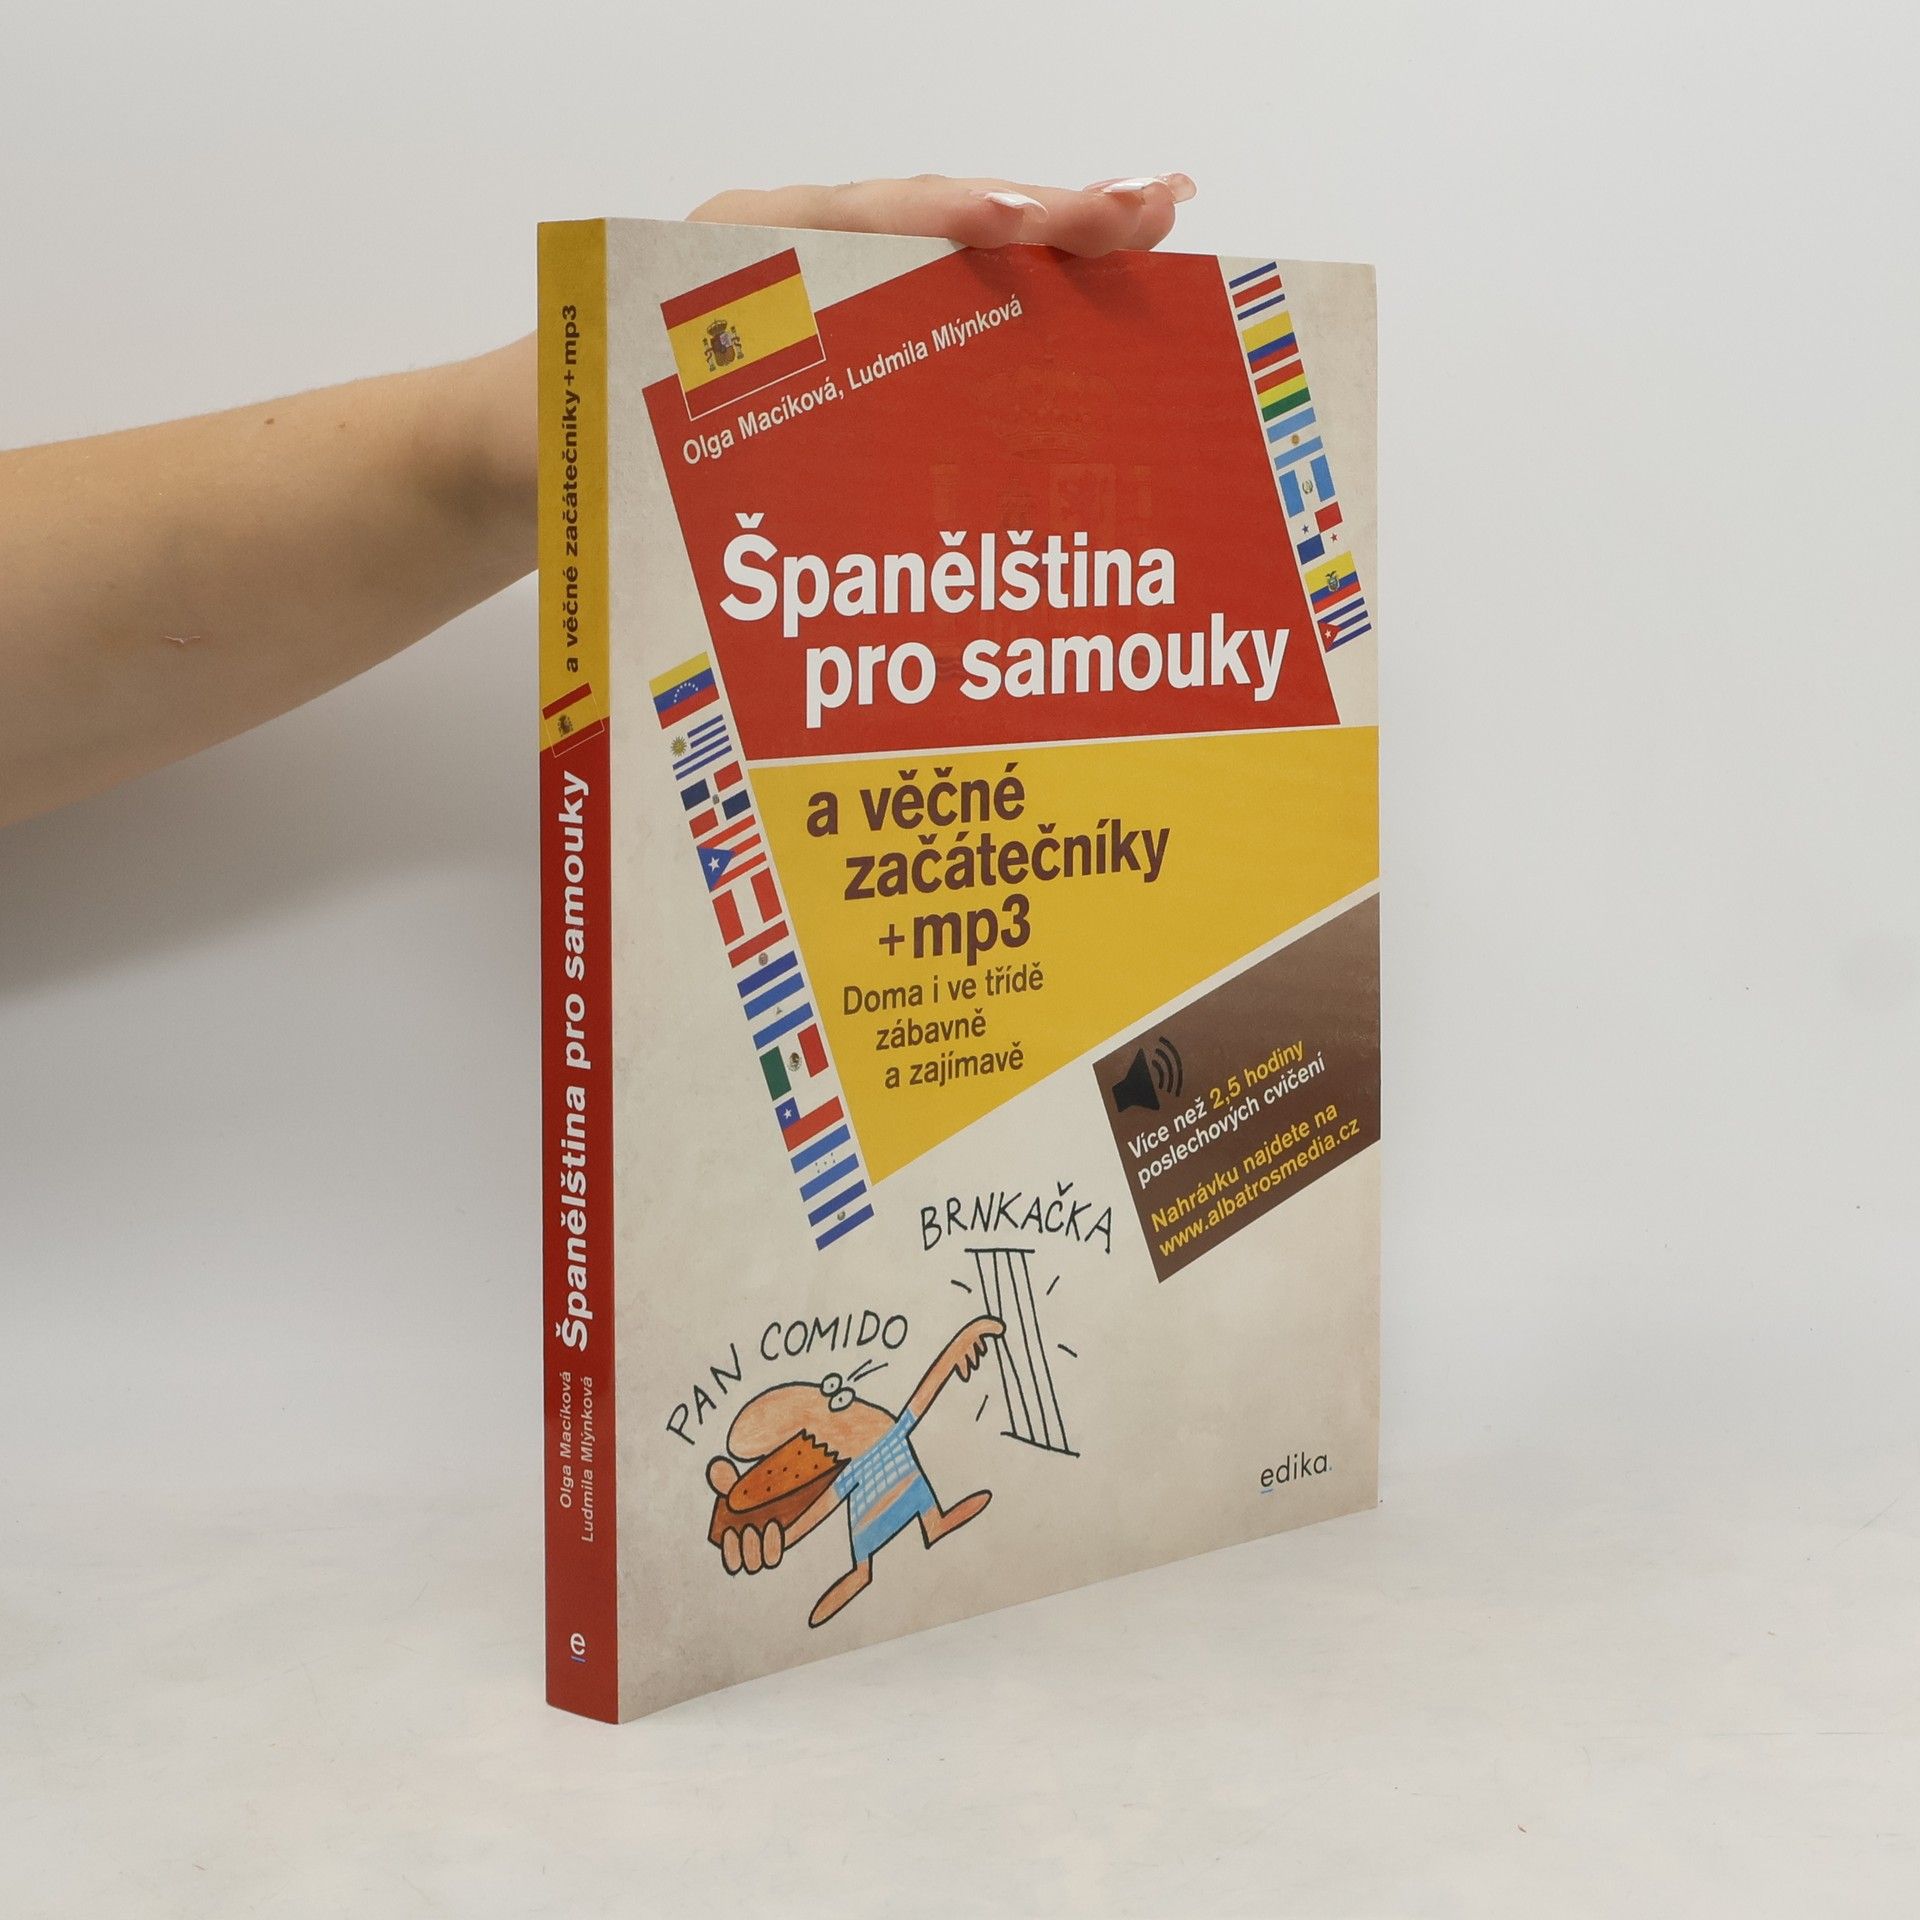 a věčné začátečníky+mp3
Španělština pro samouky
Olga Macíková
Ludmila Mlýnková
e
Olga Macíková, Ludmila Mlýnková
Španělština
pro samouky
a věčné
začátečníky
+mp3
Doma i ve třídě
zábavně
a zajímavě
Více než 2,5 hodiny
poslechových cvičení
Nahrávku najdete na
www.albatrosmedia.cz
BRNKAČKA
PAN COMIDO
edika.